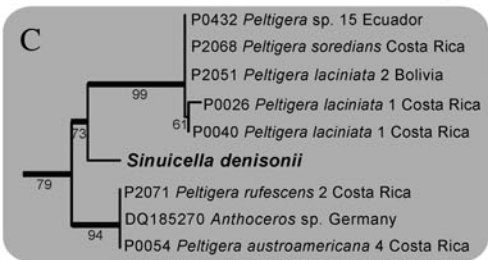 C
P0432 Peltigera sp. 15 Ecuador
P2068 Peltigera soredians Costa Rica
P2051 Peltigera laciniata 2 Bolivia
99
P0026 Peltigera laciniata 1 Costa Rica
61
P0040 Peltigera laciniata 1 Costa Rica
73
Sinuicella denisonii
79
P2071 Peltigera rufescens 2 Costa Rica
DQ185270 Anthoceros sp. Germany
94
P0054 Peltigera austroamericana 4 Costa Rica